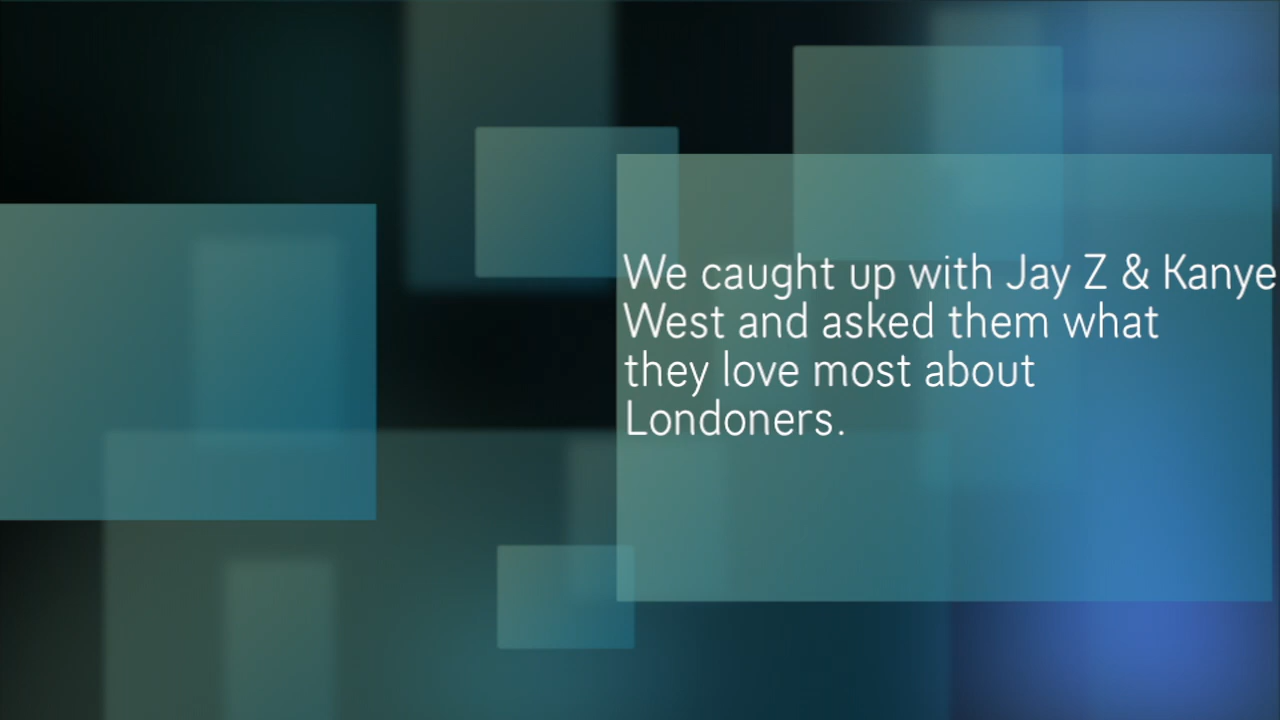 We caught up with Jay Z & Kanye
West and asked them what
they love most about
Londoners.